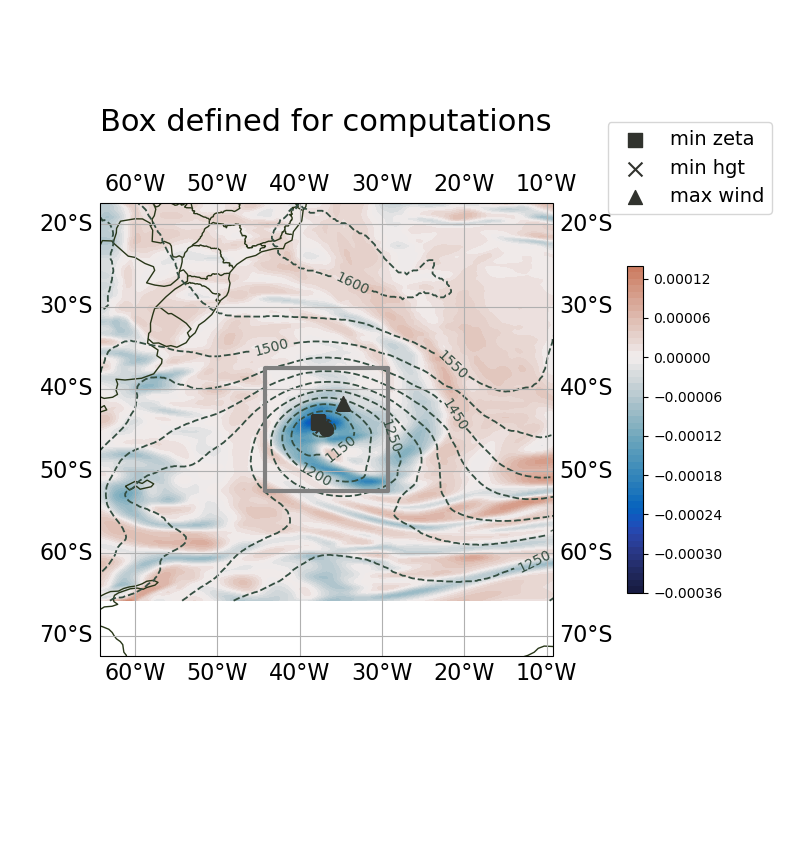 Box defined for computations
min zeta
min hgt
max wind
60°W 50°W 40°W 30°W 20°W 10°W
20°S 20°S
30°S 30°S
40°S 40°S
50°S 50°S
60°S 60°S
70°S 70°S
60°W 50°W 40°W 30°W 20°W 10°W
1600
1500
1550
1450
1250
1150
1200
1250
0.00012
0.00006
0.00000
−0.00006
−0.00012
−0.00018
−0.00024
−0.00030
−0.00036